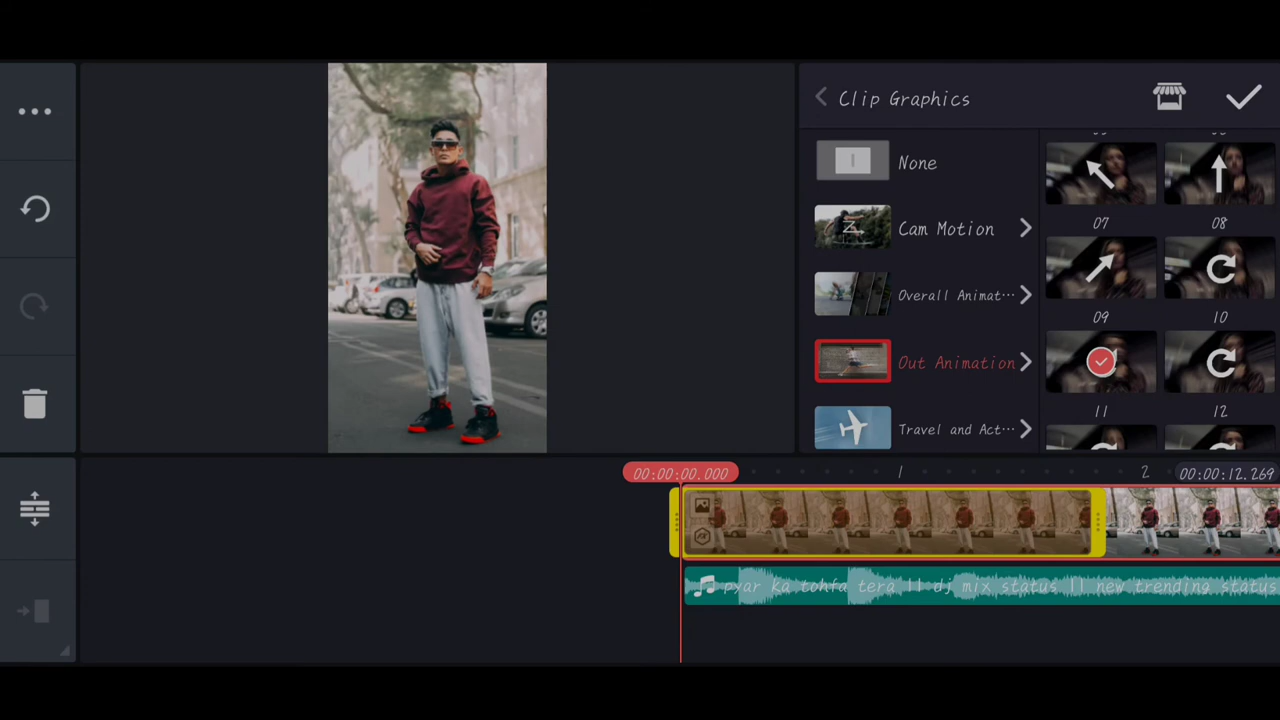 Clip Graphics
None
Cam Motion
Overall Animat...
Out Animation
Travel and Act...
07 08
09 10
11 12
00:00:00.000
1
2
00:00:12.269
pyar ka tohfa tera || dj mix status || new trending status